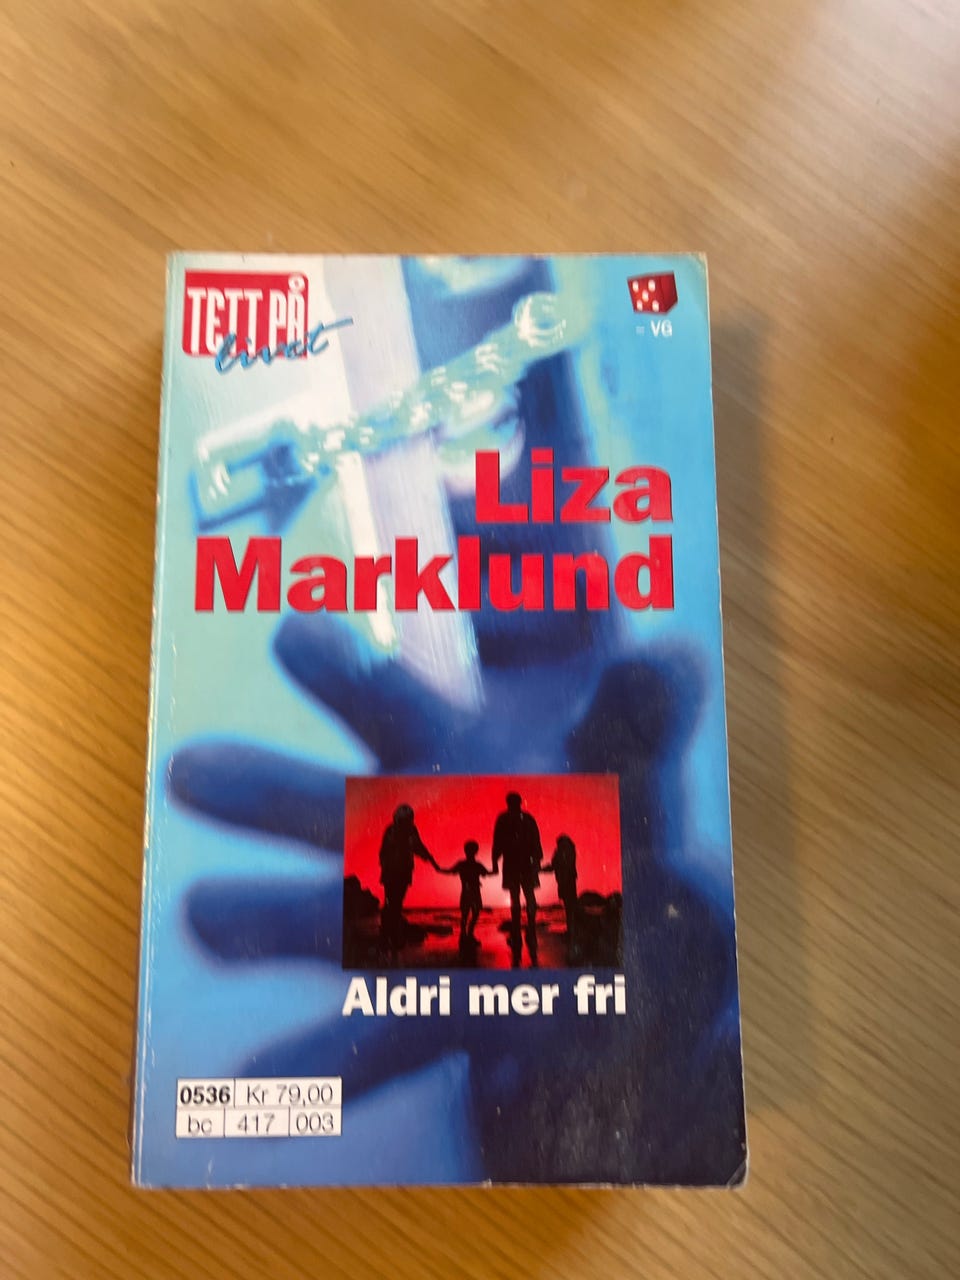 TETT PÅ
livet
= VG
Liza
Marklund
Aldri mer fri
0536 Kr 79,00
bc 417 003